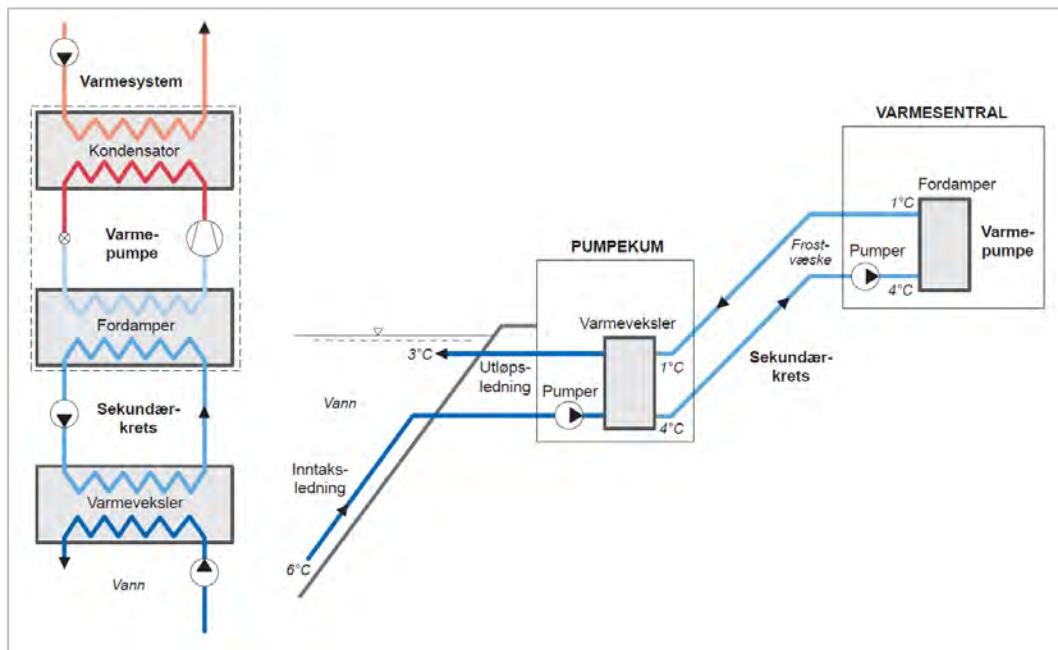 Varmesystem
Kondensator
Varme-
pumpe
Fordamper
Sekundær-
krets
Varmeveksler
Vann
VARMESENTRAL
Fordamper
1°C
Varme-
pumpe
Frost-
væske
Pumper
4°C
PUMPEKUM
Varmeveksler
3°C
Utløps-
ledning
1°C
Sekundær-
krets
Vann
Pumper
4°C
Inntaks-
ledning
6°C